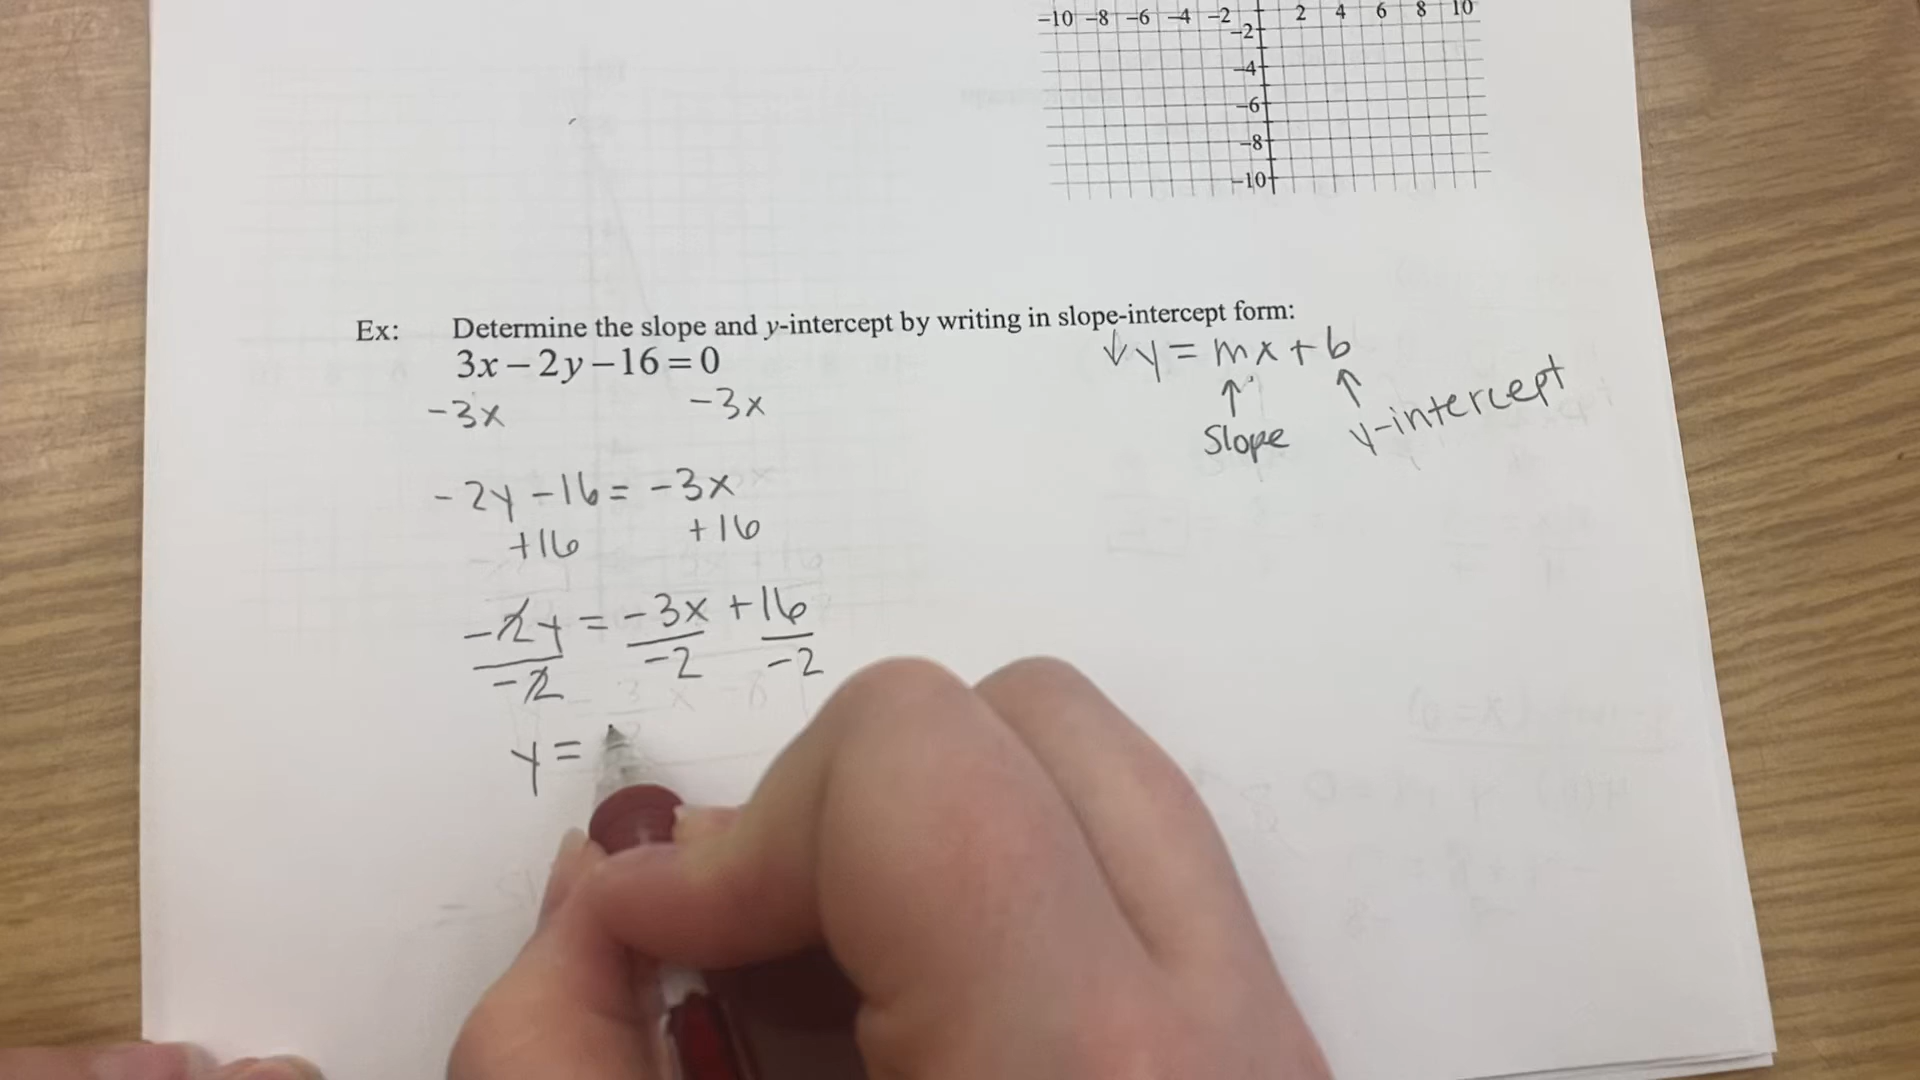 −10 −8 −6 −4 −2 2 4 6 8 10
−2
−4
−6
−8
−10
Ex: Determine the slope and y-intercept by writing in slope-intercept form:
3x − 2y − 16 = 0
↓ y = mx + b
-3x -3x
↑ ↑
Slope y-intercept
-2y -16 = -3x
+16 +16
-2y = -3x +16
-2 -2 -2
y =